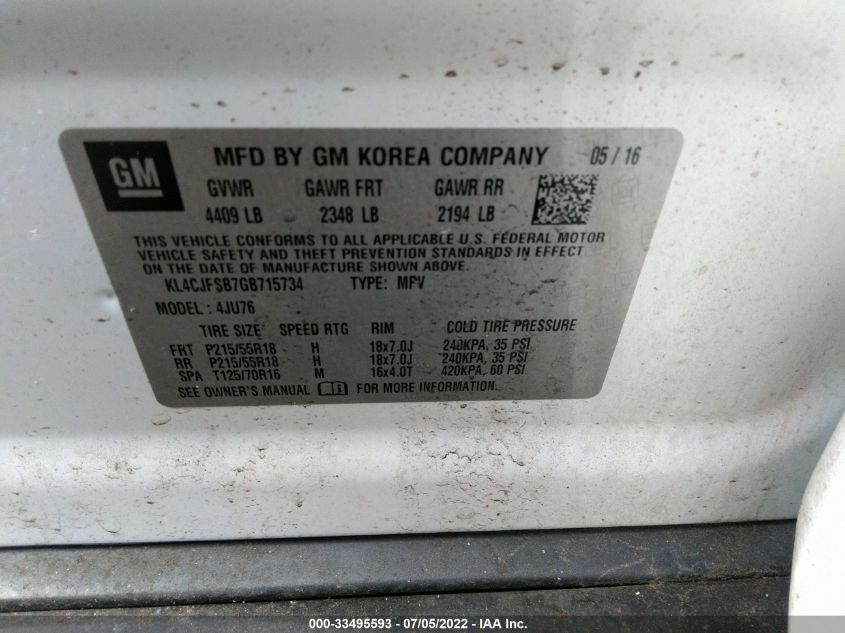 GM
MFD BY GM KOREA COMPANY 05 / 16
GVWR GAWR FRT GAWR RR
4409 LB 2348 LB 2194 LB
THIS VEHICLE CONFORMS TO ALL APPLICABLE U.S. FEDERAL MOTOR
VEHICLE SAFETY AND THEFT PREVENTION STANDARDS IN EFFECT
ON THE DATE OF MANUFACTURE SHOWN ABOVE.
KL4CJFSB7GB715734 TYPE: MPV
MODEL : 4JU76
TIRE SIZE SPEED RTG RIM COLD TIRE PRESSURE
FRT P215/55R18 H 18x7.0J 240KPA, 35 PSI
RR P215/55R18 H 18x7.0J 240KPA, 35 PSI
SPA T125/70R16 M 16x4.0T 420KPA, 60 PSI
SEE OWNER'S MANUAL FOR MORE INFORMATION.
000-33495593 - 07/05/2022 - IAA Inc.